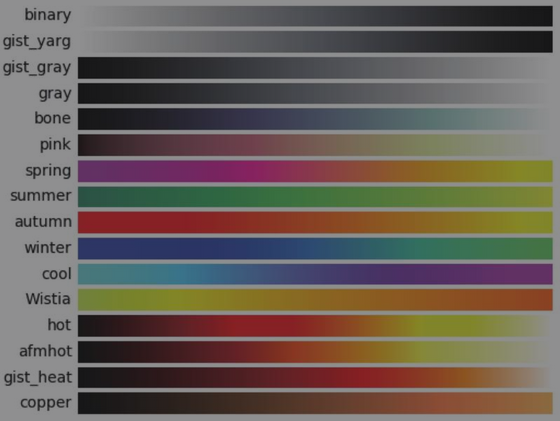 binary
gist_yarg
gist_gray
gray
bone
pink
spring
summer
autumn
winter
cool
Wistia
hot
afmhot
gist_heat
copper